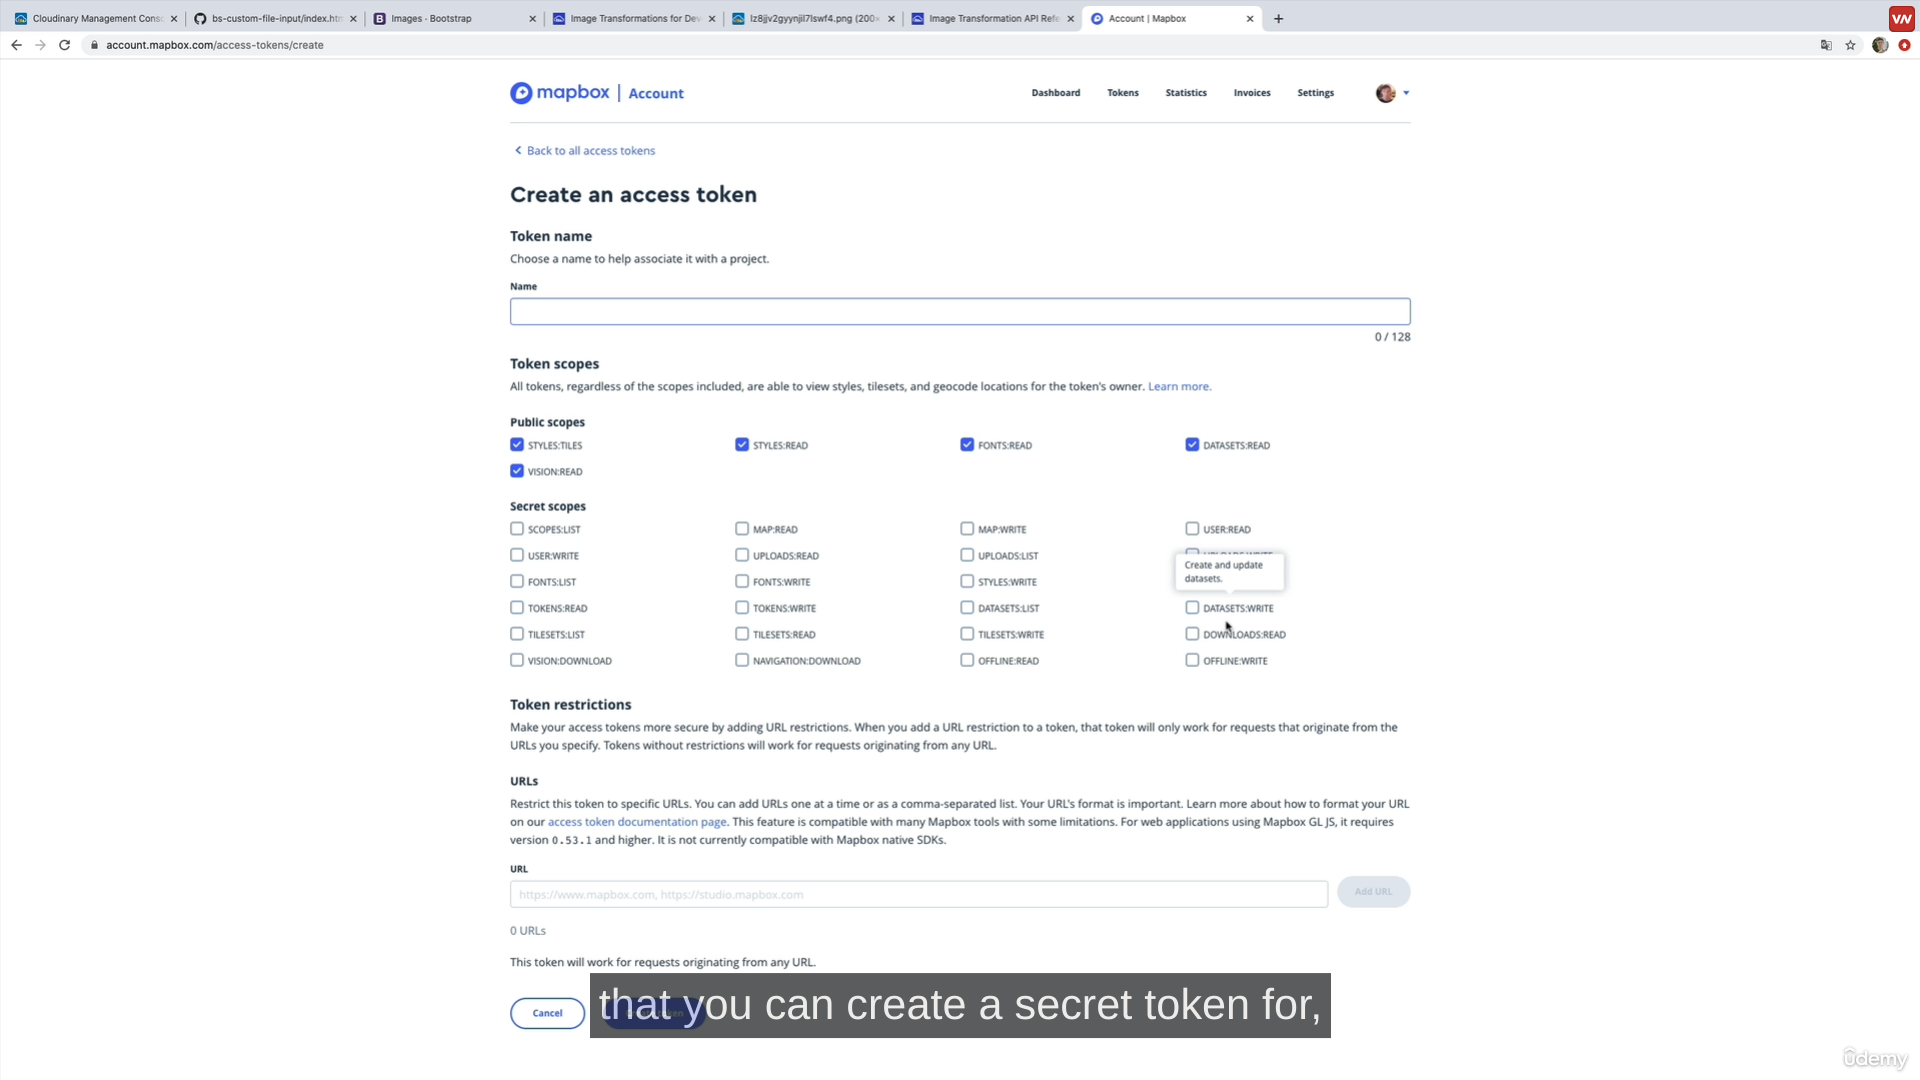 Cloudinary Management Cons
bs-custom-file-input/index.htm
Images · Bootstrap
Image Transformations for Dev
lz8jjv2gyynjil7lswf4.png (200×
Image Transformation API Refe
Account | Mapbox
account.mapbox.com/access-tokens/create
mapbox | Account
Dashboard
Tokens
Statistics
Invoices
Settings
Back to all access tokens
Create an access token
Token name
Choose a name to help associate it with a project.
Name
0 / 128
Token scopes
All tokens, regardless of the scopes included, are able to view styles, tilesets, and geocode locations for the token's owner. Learn more.
Public scopes
STYLES:TILES STYLES:READ FONTS:READ DATASETS:READ
VISION:READ
Secret scopes
SCOPES:LIST MAP:READ MAP:WRITE USER:READ
USER:WRITE UPLOADS:READ UPLOADS:LIST
Create and update
datasets.
FONTS:LIST FONTS:WRITE STYLES:WRITE
TOKENS:READ TOKENS:WRITE DATASETS:LIST DATASETS:WRITE
TILESETS:LIST TILESETS:READ TILESETS:WRITE DOWNLOADS:READ
VISION:DOWNLOAD NAVIGATION:DOWNLOAD OFFLINE:READ OFFLINE:WRITE
Token restrictions
Make your access tokens more secure by adding URL restrictions. When you add a URL restriction to a token, that token will only work for requests that originate from the
URLs you specify. Tokens without restrictions will work for requests originating from any URL.
URLs
Restrict this token to specific URLs. You can add URLs one at a time or as a comma-separated list. Your URL's format is important. Learn more about how to format your URL
on our access token documentation page. This feature is compatible with many Mapbox tools with some limitations. For web applications using Mapbox GL JS, it requires
version 0.53.1 and higher. It is not currently compatible with Mapbox native SDKs.
URL
https://www.mapbox.com, https://studio.mapbox.com
Add URL
0 URLs
This token will work for requests originating from any URL.
Cancel
that you can create a secret token for,
ûdemy